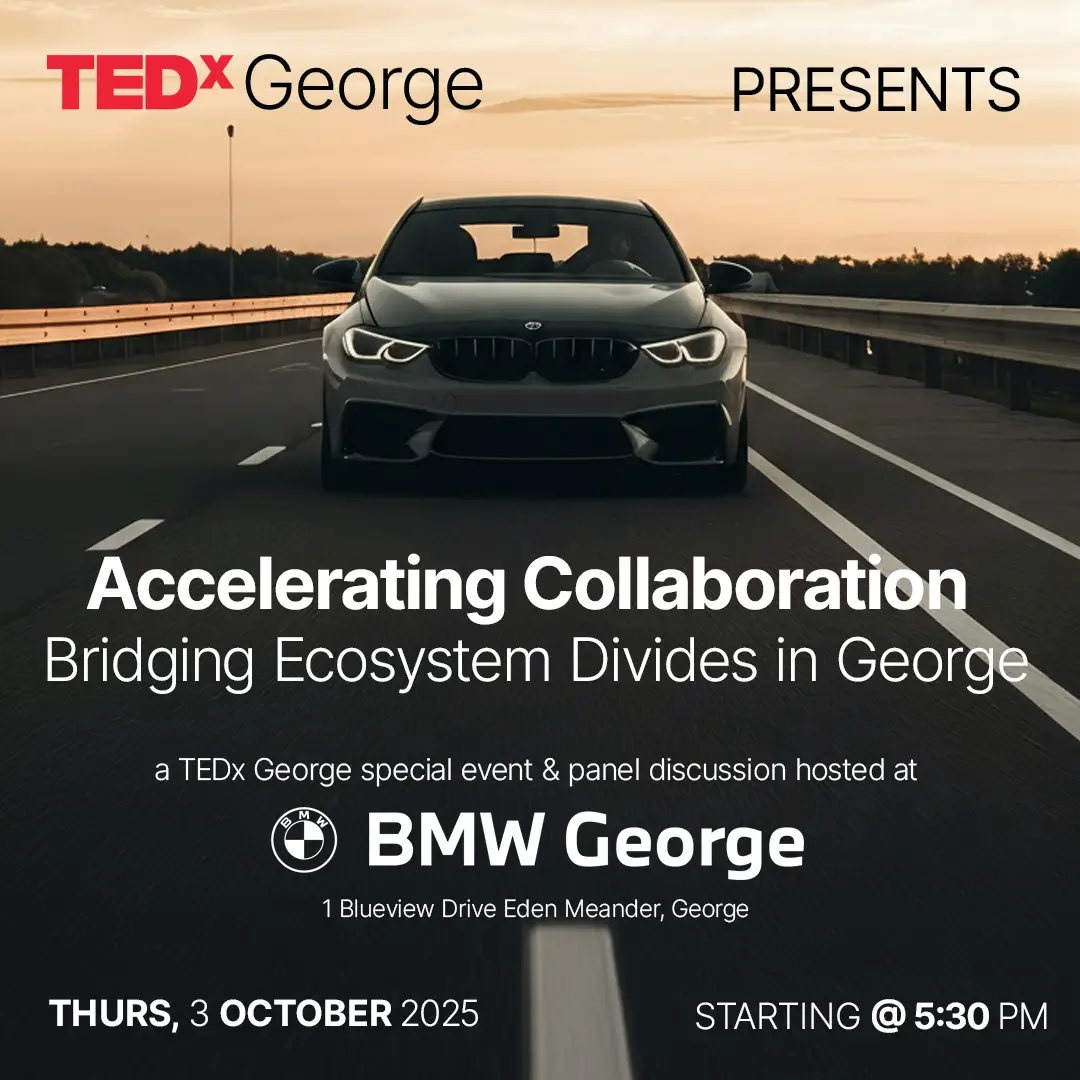 TEDx George
PRESENTS
Accelerating Collaboration
Bridging Ecosystem Divides in George
a TEDx George special event & panel discussion hosted at
BMW
BMW George
1 Blueview Drive Eden Meander, George
THURS, 3 OCTOBER 2025
STARTING @ 5:30 PM